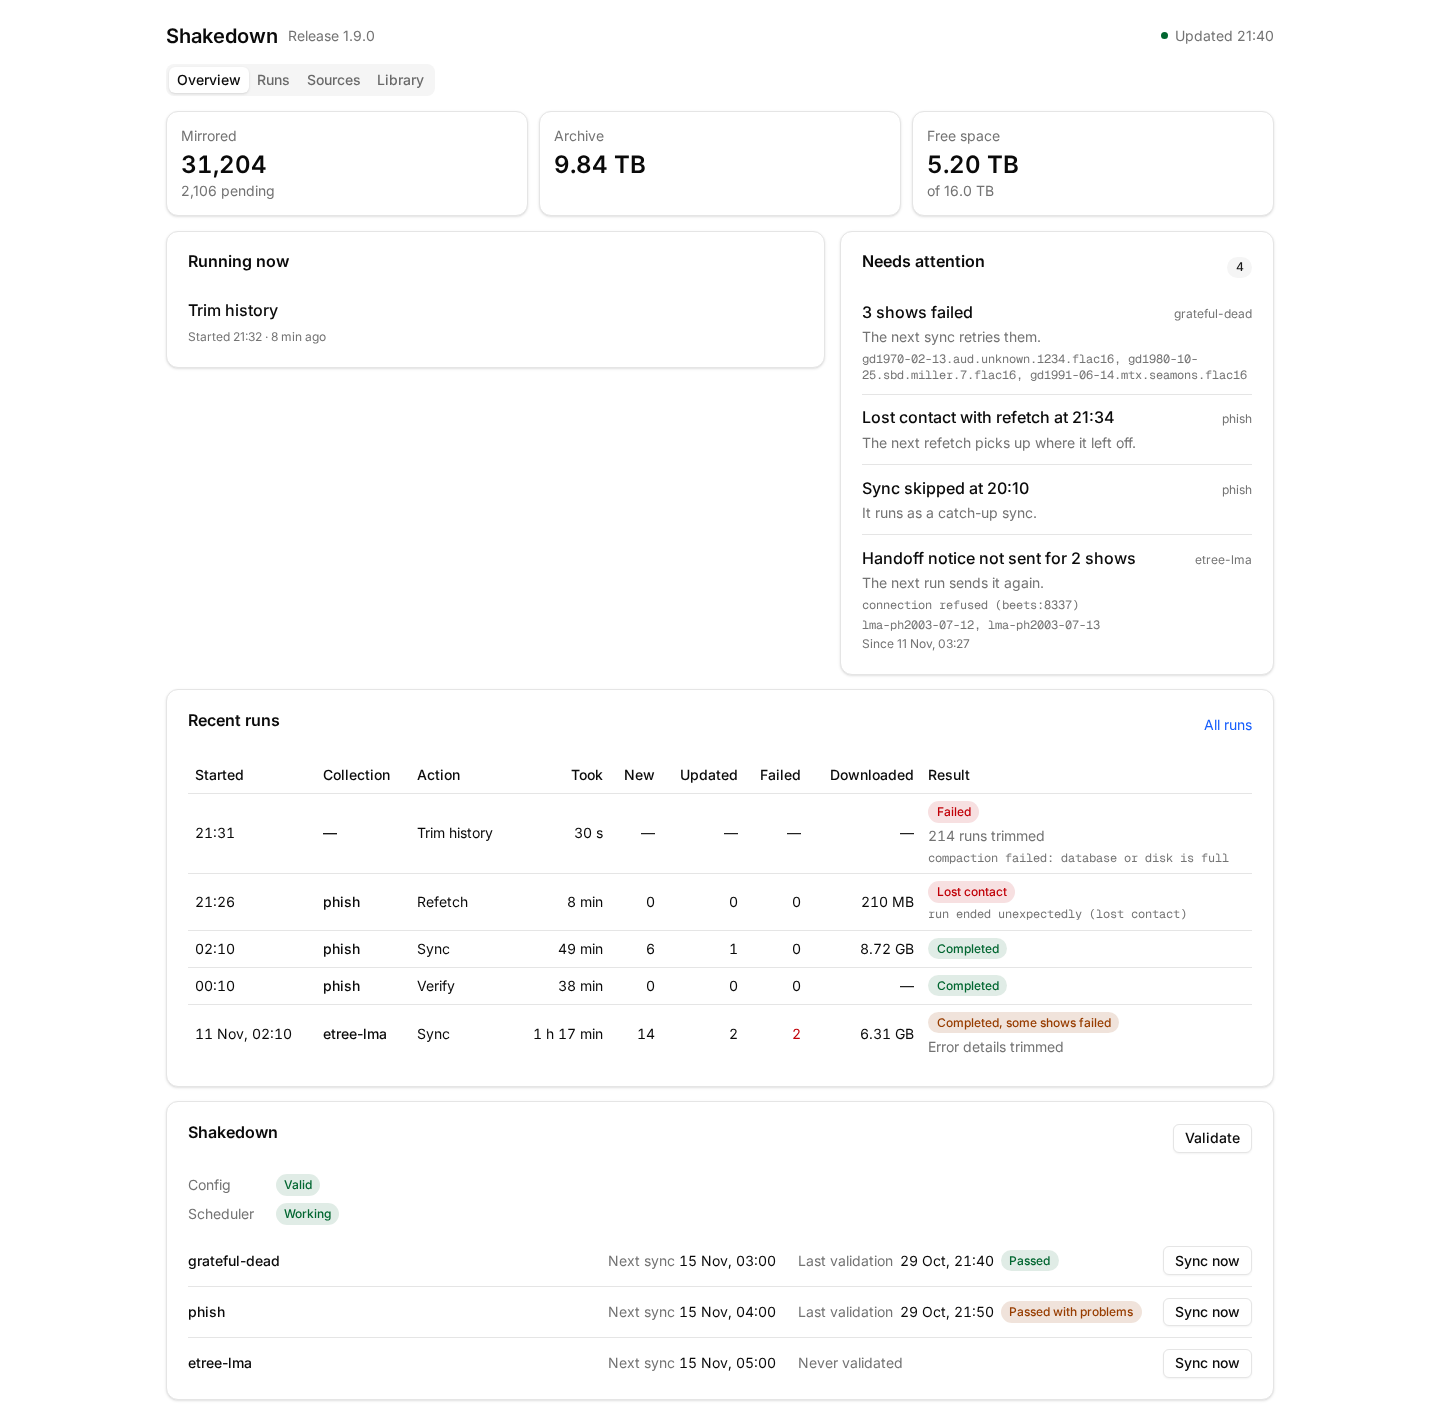 Shakedown Release 1.9.0
Updated 21:40
Overview Runs Sources Library
Mirrored
31,204
2,106 pending
Archive
9.84 TB
Free space
5.20 TB
of 16.0 TB
Running now
Trim history
Started 21:32 · 8 min ago
Needs attention 4
3 shows failed grateful-dead
The next sync retries them.
gd1970-02-13.aud.unknown.1234.flac16, gd1980-10-
25.sbd.miller.7.flac16, gd1991-06-14.mtx.seamons.flac16
Lost contact with refetch at 21:34 phish
The next refetch picks up where it left off.
Sync skipped at 20:10 phish
It runs as a catch-up sync.
Handoff notice not sent for 2 shows etree-lma
The next run sends it again.
connection refused (beets:8337)
lma-ph2003-07-12, lma-ph2003-07-13
Since 11 Nov, 03:27
Recent runs All runs
Started Collection Action Took New Updated Failed Downloaded Result
21:31 — Trim history 30 s — — — — Failed
214 runs trimmed
compaction failed: database or disk is full
21:26 phish Refetch 8 min 0 0 0 210 MB Lost contact
run ended unexpectedly (lost contact)
02:10 phish Sync 49 min 6 1 0 8.72 GB Completed
00:10 phish Verify 38 min 0 0 0 — Completed
11 Nov, 02:10 etree-lma Sync 1 h 17 min 14 2 2 6.31 GB Completed, some shows failed
Error details trimmed
Shakedown Validate
Config Valid
Scheduler Working
grateful-dead Next sync 15 Nov, 03:00 Last validation 29 Oct, 21:40 Passed Sync now
phish Next sync 15 Nov, 04:00 Last validation 29 Oct, 21:50 Passed with problems Sync now
etree-lma Next sync 15 Nov, 05:00 Never validated Sync now